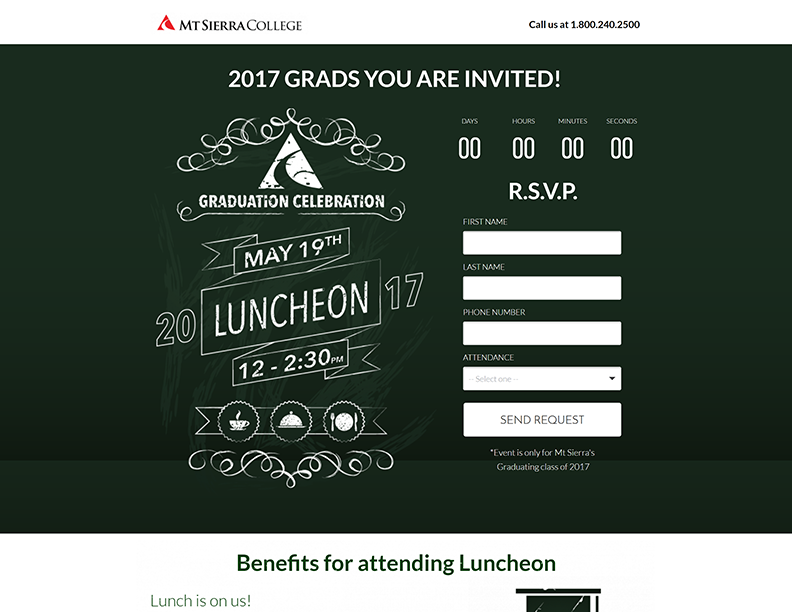 MT SIERRA COLLEGE
Call us at 1.800.240.2500
2017 GRADS YOU ARE INVITED!
GRADUATION CELEBRATION
MAY 19TH
2017
LUNCHEON
12 - 2:30PM
DAYS HOURS MINUTES SECONDS
00 00 00 00
R.S.V.P.
FIRST NAME
LAST NAME
PHONE NUMBER
ATTENDANCE
-- Select one --
SEND REQUEST
*Event is only for Mt Sierra's
Graduating class of 2017
Benefits for attending Luncheon
Lunch is on us!